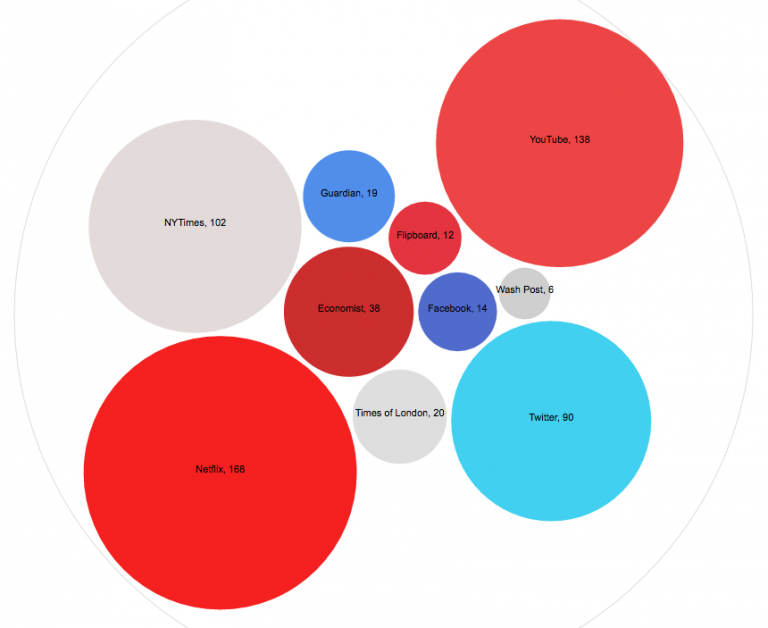 YouTube, 138
Guardian, 19
NYTimes, 102
Flipboard, 12
Wash Post, 6
Economist, 38
Facebook, 14
Times of London, 20
Twitter, 90
Netflix, 168